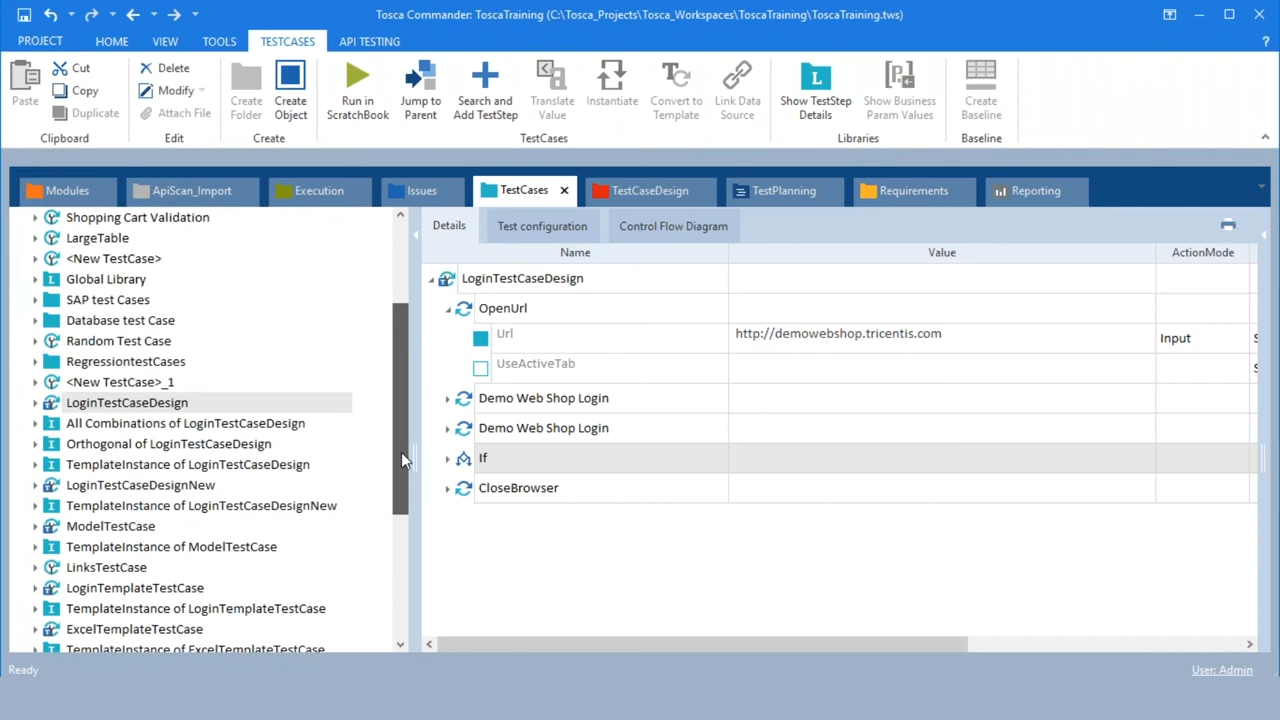 Tosca Commander: ToscaTraining (C:\Tosca_Projects\Tosca_Workspaces\ToscaTraining\ToscaTraining.tws)
PROJECT HOME VIEW TOOLS TESTCASES API TESTING ?
Paste
Cut
Copy
Duplicate
Clipboard
Delete
Modify
Attach File
Edit
Create Folder
Create Object
Create
Run in ScratchBook
Jump to Parent
Search and Add TestStep
Translate Value
Instantiate
Convert to Template
Link Data Source
TestCases
Show TestStep Details
Show Business Param Values
Libraries
Create Baseline
Baseline
Modules ApiScan_Import Execution Issues TestCases TestCaseDesign TestPlanning Requirements Reporting
Shopping Cart Validation
LargeTable
<New TestCase>
Global Library
SAP test Cases
Database test Case
Random Test Case
RegressiontestCases
<New TestCase>_1
LoginTestCaseDesign
All Combinations of LoginTestCaseDesign
Orthogonal of LoginTestCaseDesign
TemplateInstance of LoginTestCaseDesign
LoginTestCaseDesignNew
TemplateInstance of LoginTestCaseDesignNew
ModelTestCase
TemplateInstance of ModelTestCase
LinksTestCase
LoginTemplateTestCase
TemplateInstance of LoginTemplateTestCase
ExcelTemplateTestCase
TemplateInstance of ExcelTemplateTestCase
Details Test configuration Control Flow Diagram
Name Value ActionMode
LoginTestCaseDesign
OpenUrl
Url http://demowebshop.tricentis.com Input S
UseActiveTab S
Demo Web Shop Login
Demo Web Shop Login
If
CloseBrowser
Ready User: Admin